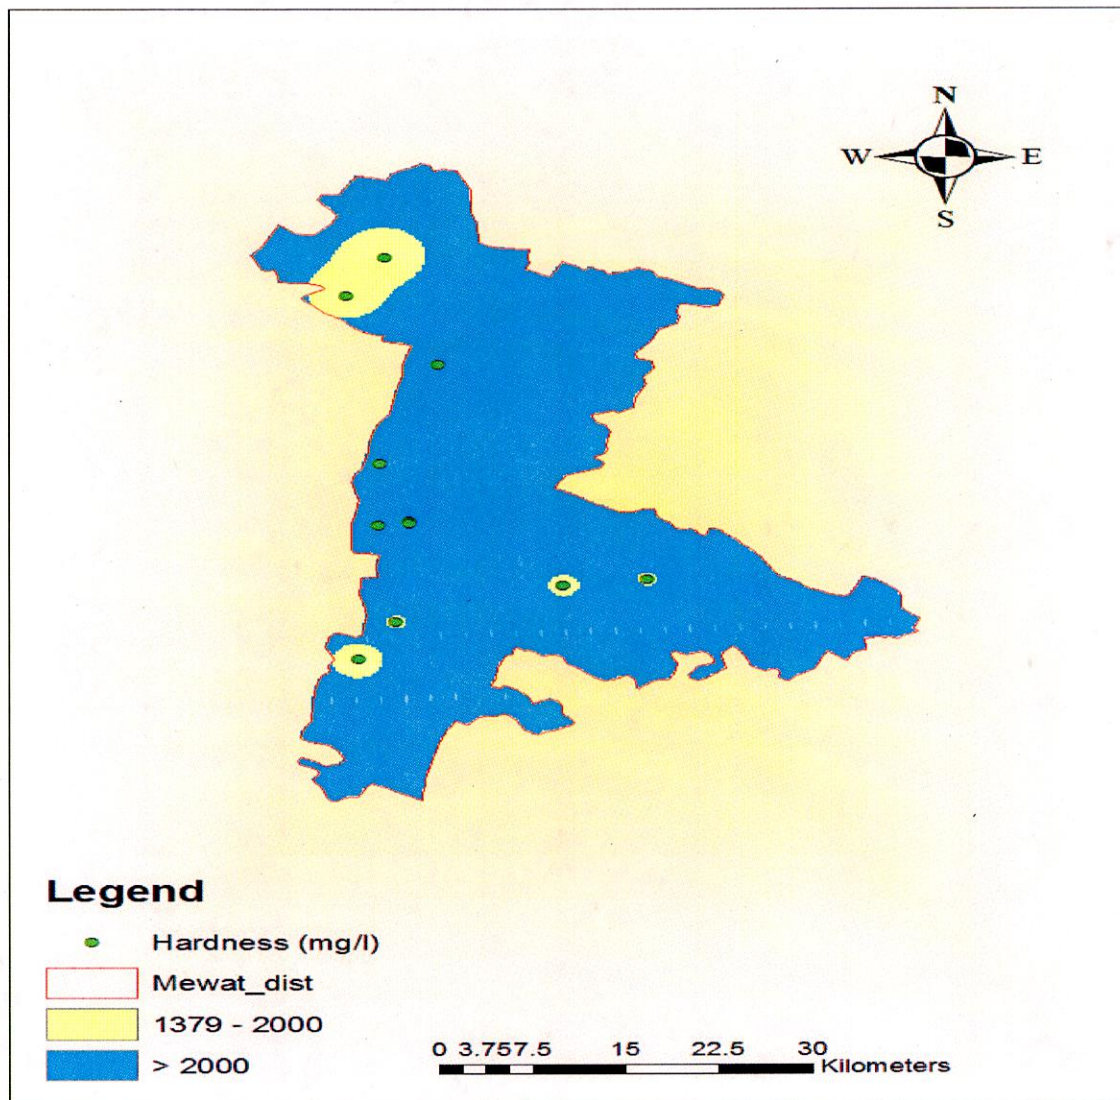 N
W E
S
Legend
Hardness (mg/l)
Mewat_dist
1379 - 2000
> 2000
0 3.757.5 15 22.5 30
Kilometers